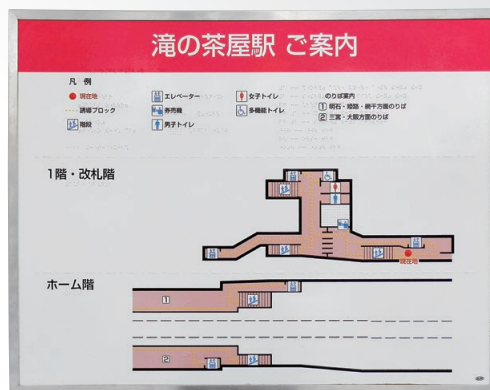 滝の茶屋駅 ご案内
凡 例
現在地
誘導ブロック
階段
エレベーター
券売機
男子トイレ
女子トイレ
多機能トイレ
のりば案内
1 明石・姫路・網干方面のりば
2 三宮・大阪方面のりば
1階・改札階
現在地
ホーム階
1
2